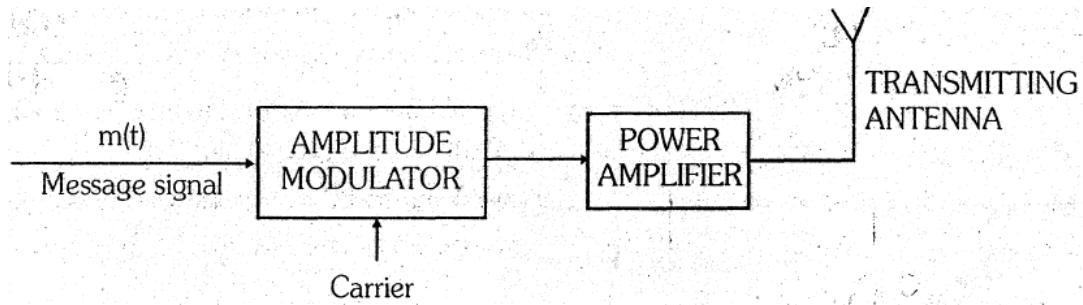 m(t)
Message signal
AMPLITUDE
MODULATOR
Carrier
POWER
AMPLIFIER
TRANSMITTING
ANTENNA